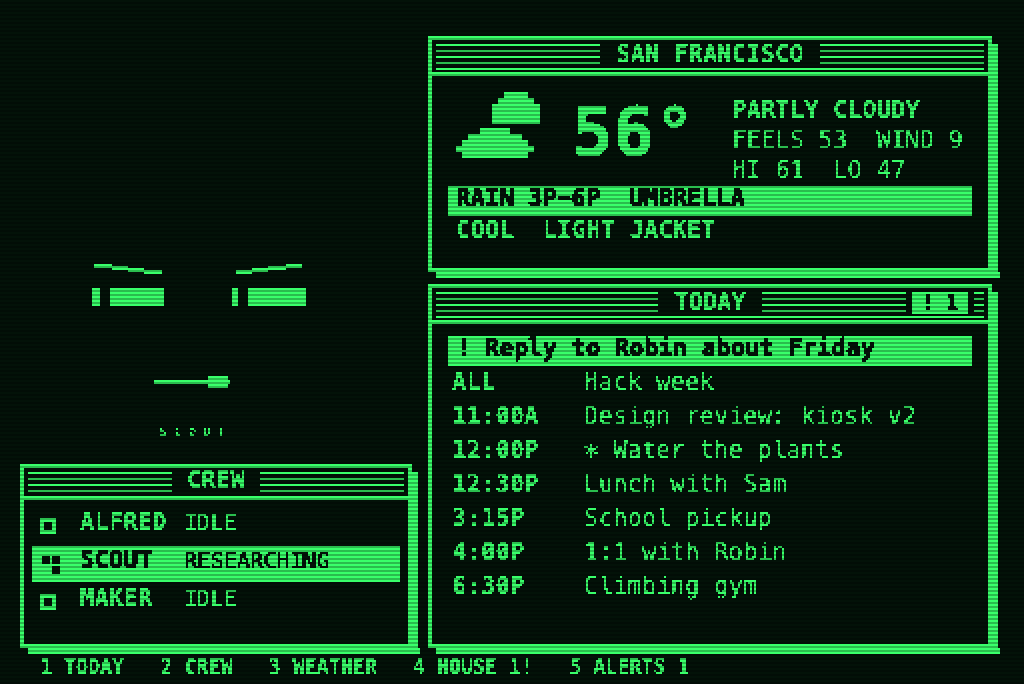 SAN FRANCISCO
56°
PARTLY CLOUDY
FEELS 53 WIND 9
HI 61 LO 47
RAIN 3P-6P UMBRELLA
COOL LIGHT JACKET
TODAY ! 1
! Reply to Robin about Friday
ALL Hack week
11:00A Design review: kiosk v2
12:00P * Water the plants
12:30P Lunch with Sam
3:15P School pickup
4:00P 1:1 with Robin
6:30P Climbing gym
SCOUT
CREW
ALFRED IDLE
SCOUT RESEARCHING
MAKER IDLE
1 TODAY 2 CREW 3 WEATHER 4 HOUSE 1! 5 ALERTS 1